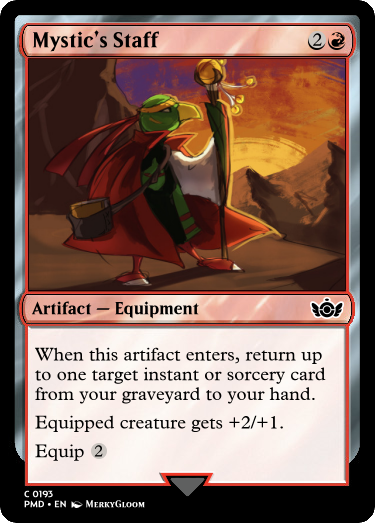 Mystic's Staff 2
Artifact — Equipment
When this artifact enters, return up
to one target instant or sorcery card
from your graveyard to your hand.
Equipped creature gets +2/+1.
Equip 2
C 0193
PMD • EN MerkyGloom